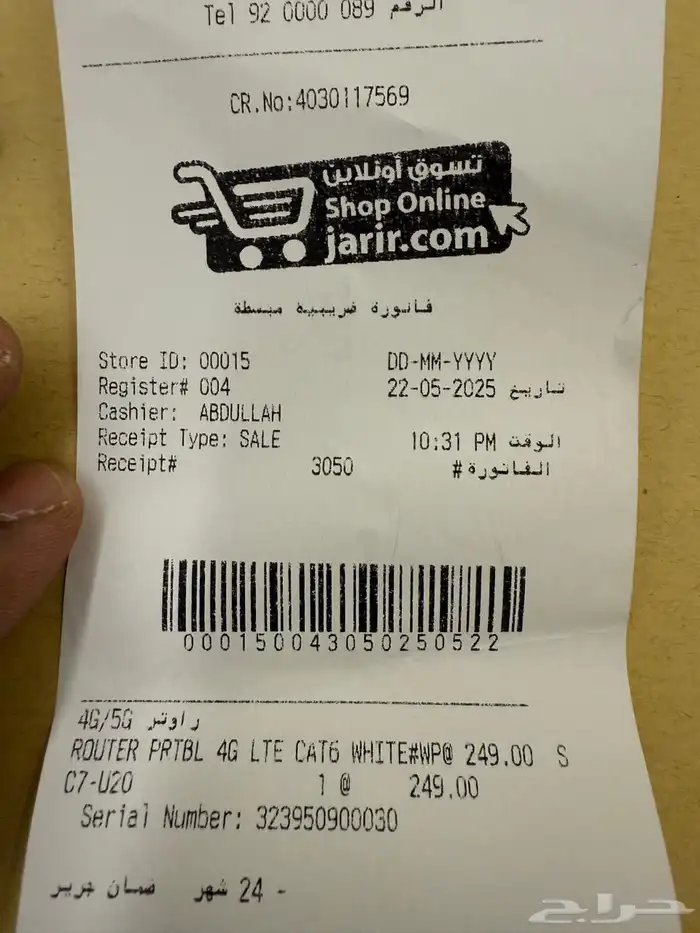 Tel 92 0000 089 الرقم
CR.No:4030117569
تسوق أونلاين
Shop Online
jarir.com
فاتورة ضريبية مبسطة
Store ID: 00015
DD-MM-YYYY
Register# 004
22-05-2025 تاريخ
Cashier: ABDULLAH
Receipt Type: SALE
10:31 PM الوقت
Receipt# 3050 الفاتورة #
000150043050250522
4G/5G راوتر
ROUTER PRTBL 4G LTE CAT6 WHITE#WP@ 249.00 S
C7-U20 1 @ 249.00
Serial Number: 323950900030
ضمان جرير 24 شهر -
حراج